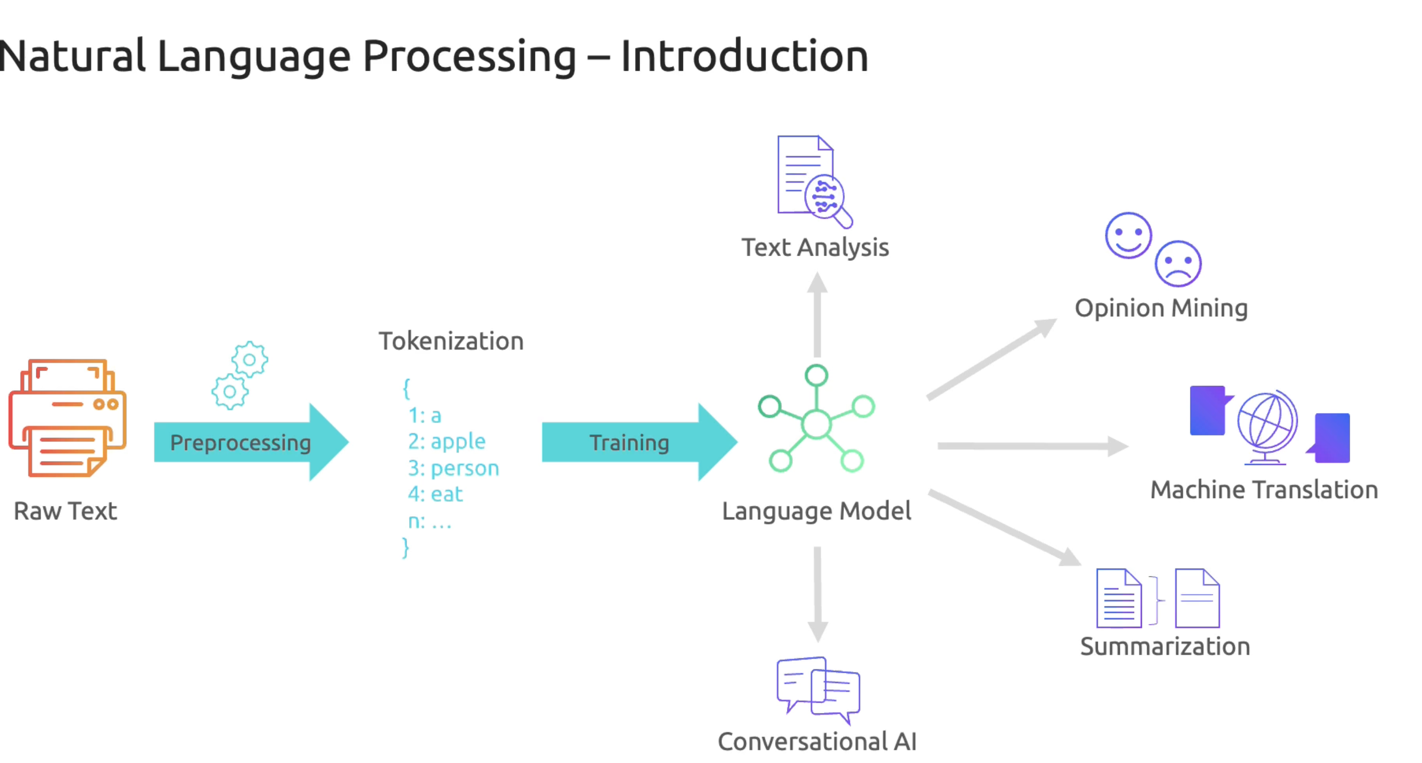 Natural Language Processing – Introduction
Text Analysis
Opinion Mining
Tokenization
{
1: a
2: apple
3: person
4: eat
n: …
}
Preprocessing
Training
Raw Text
Language Model
Machine Translation
Summarization
Conversational AI